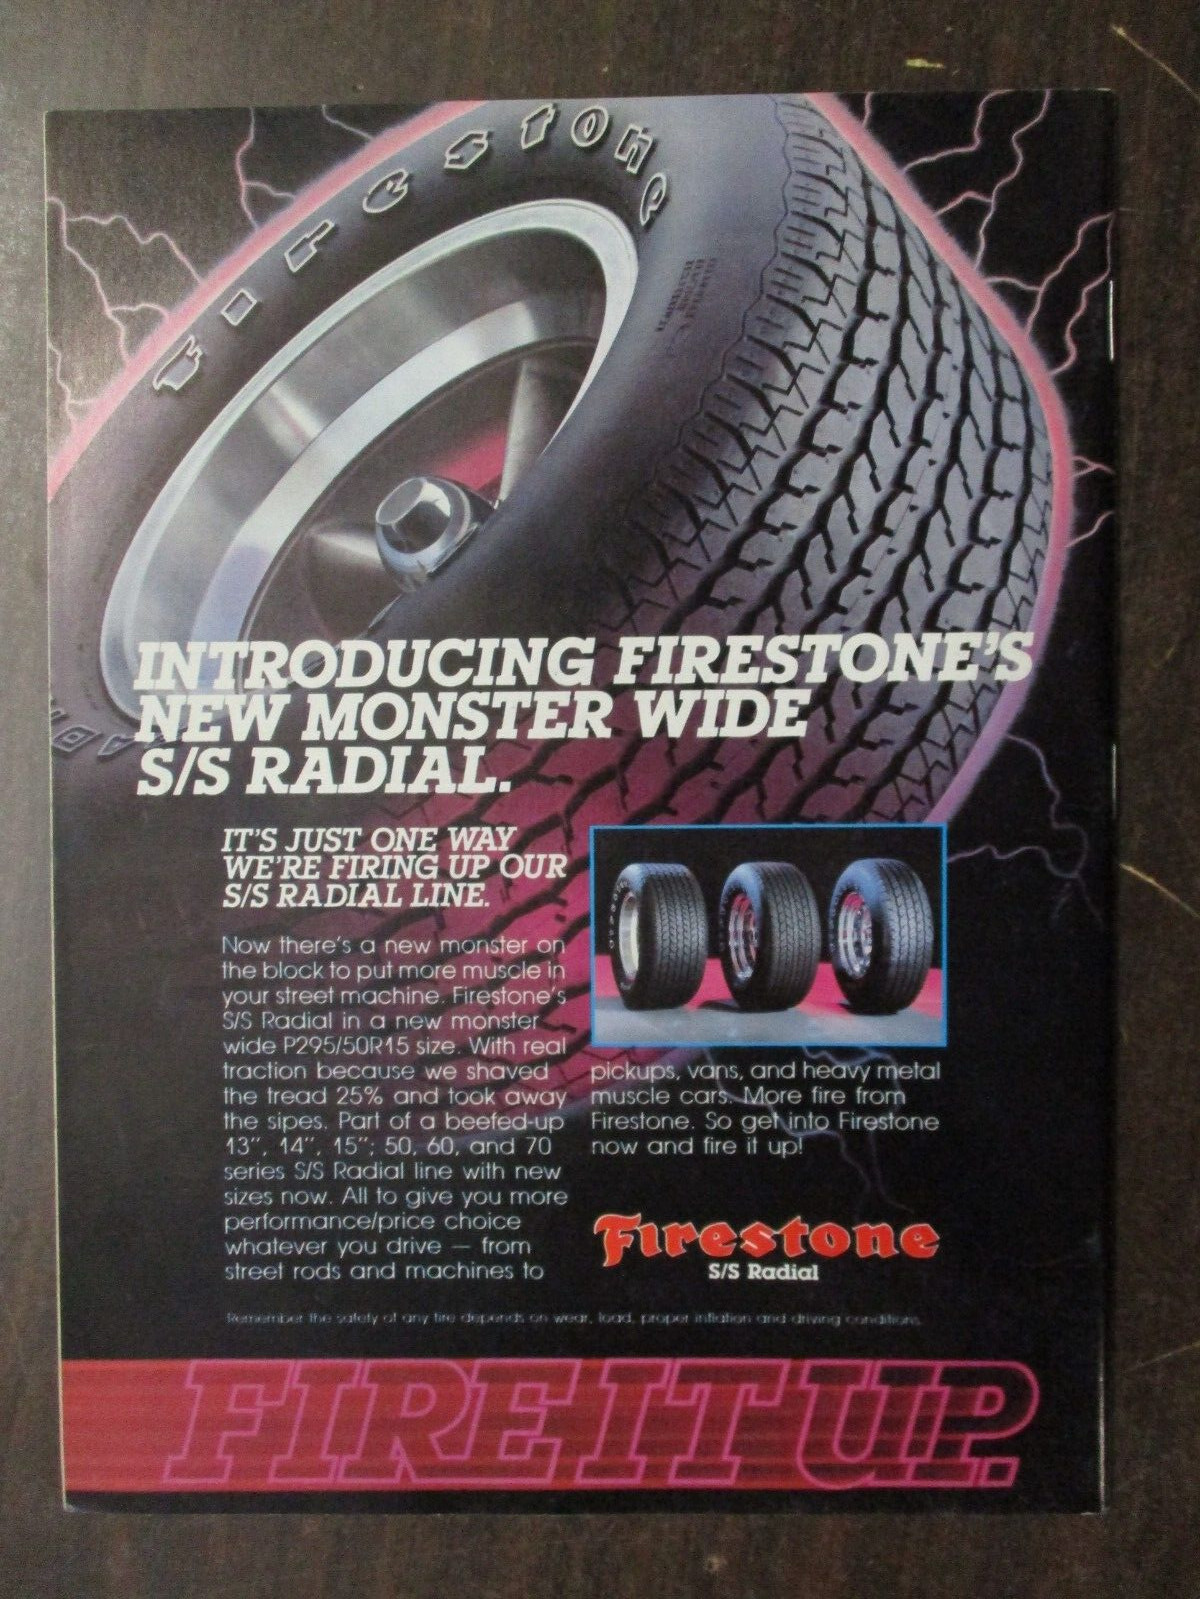 Firestone
INTRODUCING FIRESTONE'S
NEW MONSTER WIDE
S/S RADIAL.
IT'S JUST ONE WAY
WE'RE FIRING UP OUR
S/S RADIAL LINE.
Now there's a new monster on
the block to put more muscle in
your street machine. Firestone's
S/S Radial in a new monster
wide P295/50R15 size. With real
traction because we shaved
the tread 25% and took away
the sipes. Part of a beefed-up
13", 14", 15"; 50, 60, and 70
series S/S Radial line with new
sizes now. All to give you more
performance/price choice
whatever you drive — from
street rods and machines to
pickups, vans, and heavy metal
muscle cars. More fire from
Firestone. So get into Firestone
now and fire it up!
Firestone
S/S Radial
Remember the safety of any tire depends on wear, load, proper inflation and driving conditions.
FIRE IT UP.